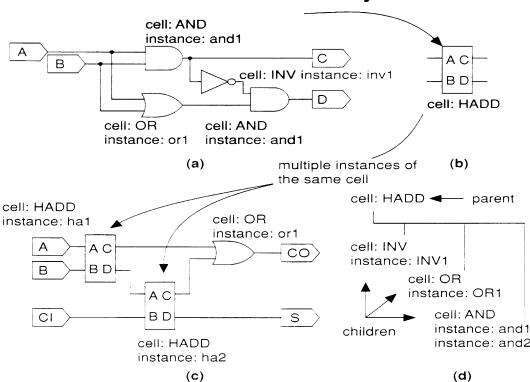 cell: AND
instance: and1
A
B
C
cell: INV instance: inv1
D
cell: OR
instance: or1
cell: AND
instance: and1
(a)
A C
B D
cell: HADD
(b)
multiple instances of
the same cell
cell: HADD
instance: ha1
A
B
A C
B D
cell: OR
instance: or1
CO
A C
B D
CI
S
cell: HADD
instance: ha2
(c)
cell: HADD
parent
cell: INV
instance: INV1
cell: OR
instance: OR1
cell: AND
instance: and1
and2
children
(d)